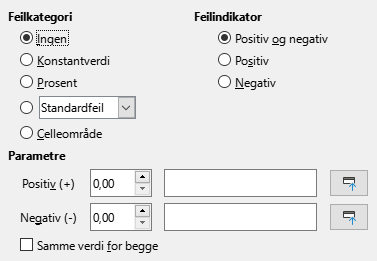 Feilkategori
Ingen
Konstantverdi
Prosent
Standardfeil
Celleområde
Feilindikator
Positiv og negativ
Positiv
Negativ
Parametre
Positiv (+) 0,00
Negativ (-) 0,00
Samme verdi for begge